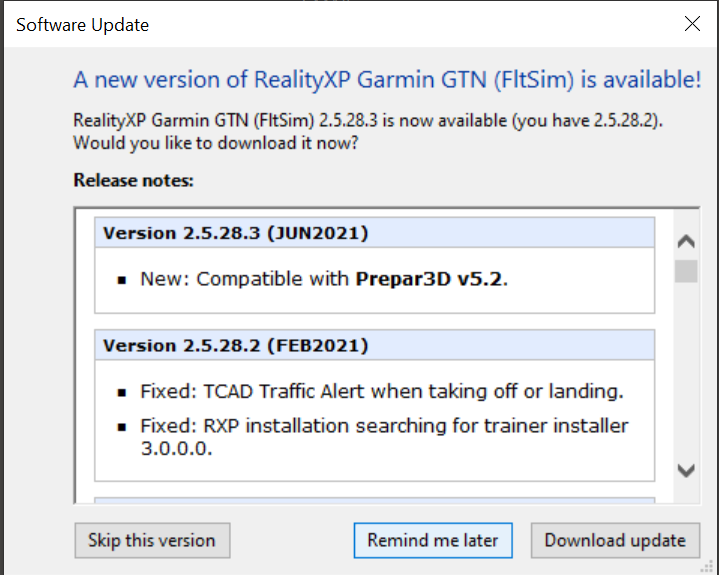 Software Update
A new version of RealityXP Garmin GTN (FltSim) is available!
RealityXP Garmin GTN (FltSim) 2.5.28.3 is now available (you have 2.5.28.2).
Would you like to download it now?
Release notes:
Version 2.5.28.3 (JUN2021)
▪ New: Compatible with Prepar3D v5.2.
Version 2.5.28.2 (FEB2021)
▪ Fixed: TCAD Traffic Alert when taking off or landing.
▪ Fixed: RXP installation searching for trainer installer
3.0.0.0.
Skip this version
Remind me later
Download update